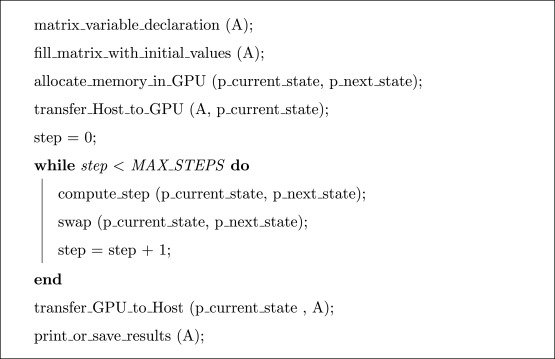 matrix_variable_declaration (A);
fill_matrix_with_initial_values (A);
allocate_memory_in_GPU (p_current_state, p_next_state);
transfer_Host_to_GPU (A, p_current_state);
step = 0;
while step < MAX_STEPS do
compute_step (p_current_state, p_next_state);
swap (p_current_state, p_next_state);
step = step + 1;
end
transfer_GPU_to_Host (p_current_state , A);
print_or_save_results (A);